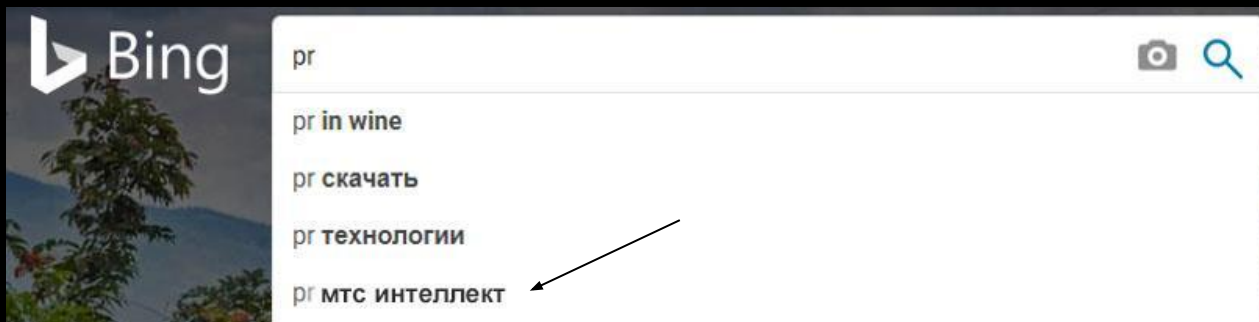 Bing
pr
pr in wine
pr скачать
pr технологии
pr мтс интеллект